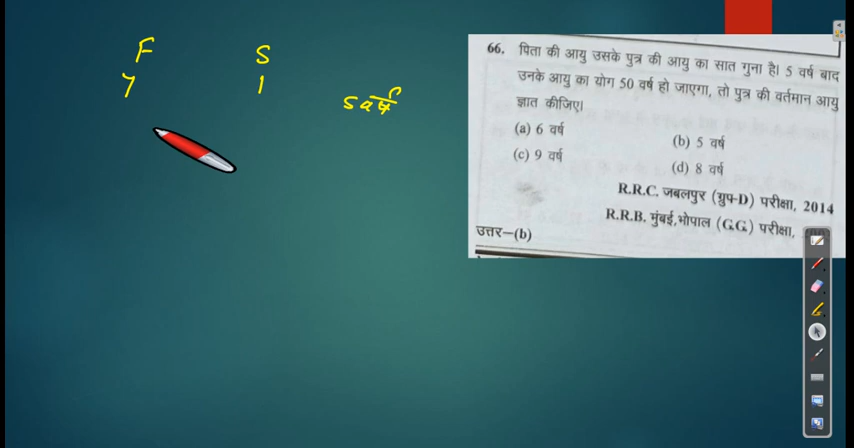 F S
7 1
5 वर्ष
66. पिता की आयु उसके पुत्र की आयु का सात गुना है। 5 वर्ष बाद
उनके आयु का योग 50 वर्ष हो जाएगा, तो पुत्र की वर्तमान आयु
ज्ञात कीजिए।
(a) 6 वर्ष (b) 5 वर्ष
(c) 9 वर्ष (d) 8 वर्ष
R.R.C. जबलपुर (ग्रुप-D) परीक्षा, 2014
R.R.B. मुंबई,भोपाल (G.G.) परीक्षा,
उत्तर–(b)